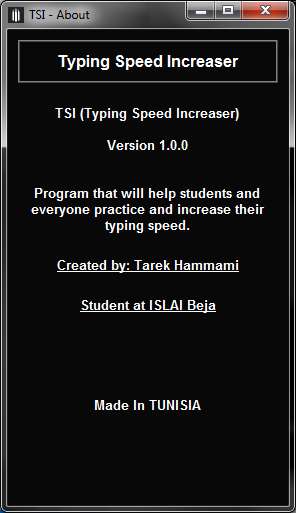 TSI - About
Typing Speed Increaser
TSI (Typing Speed Increaser)
Version 1.0.0
Program that will help students and
everyone practice and increase their
typing speed.
Created by: Tarek Hammami
Student at ISLAI Beja
Made In TUNISIA